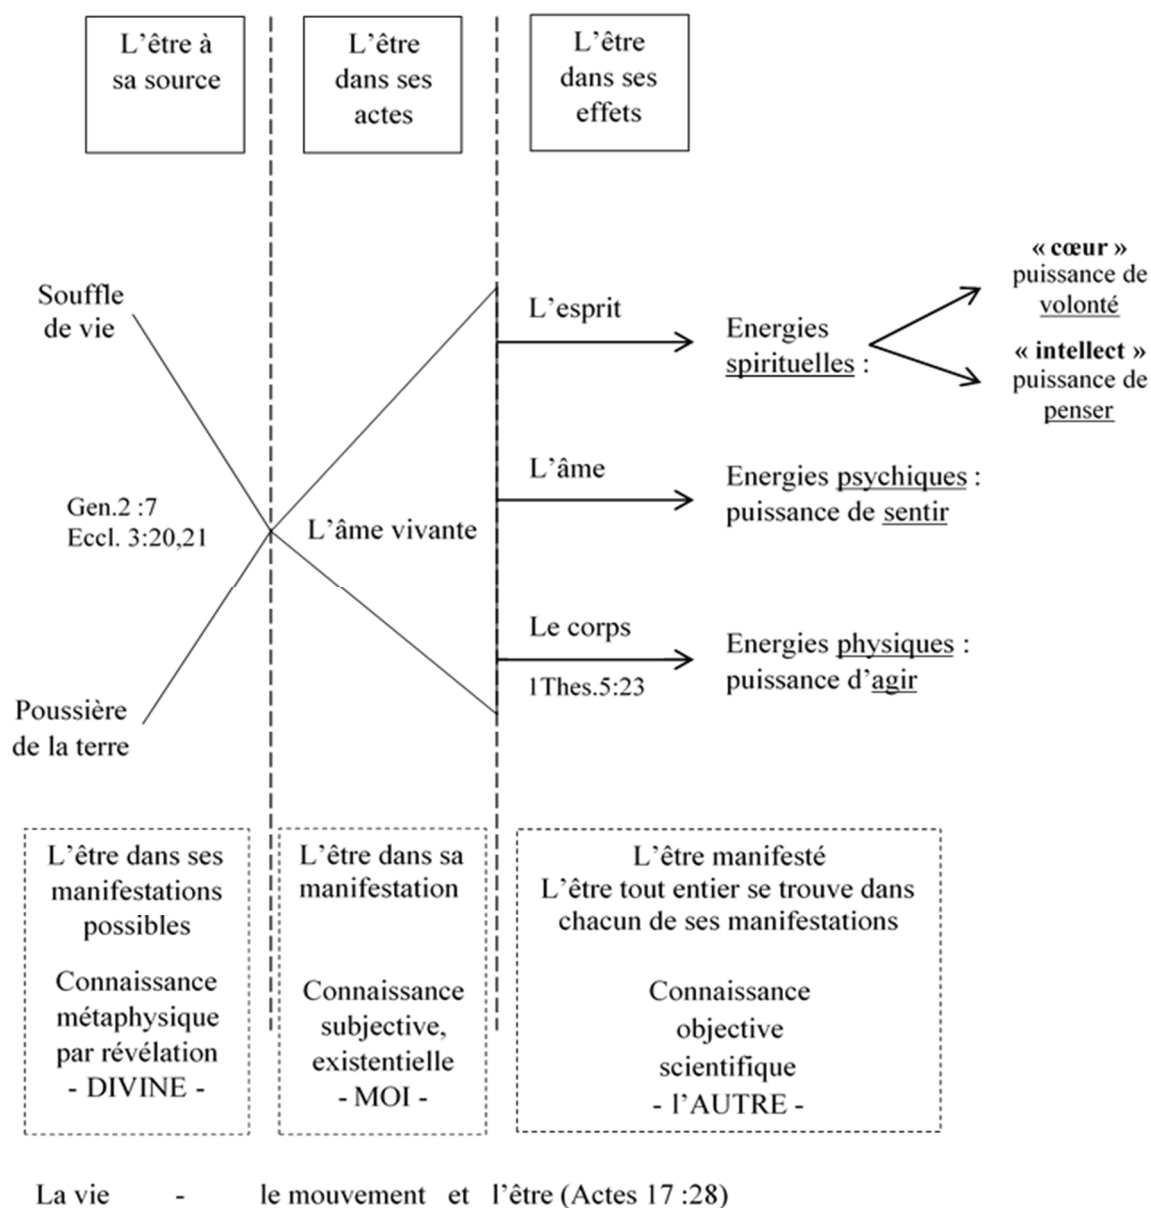 L’être à
sa source
L’être
dans ses
actes
L’être
dans ses
effets
Souffle
de vie
Gen.2 :7
Eccl. 3:20,21
Poussière
de la terre
L’âme vivante
L’esprit
Energies
spirituelles :
« cœur »
puissance de
volonté
« intellect »
puissance de
penser
L’âme
Energies psychiques :
puissance de sentir
Le corps
1Thes.5:23
Energies physiques :
puissance d’agir
L’être dans ses
manifestations
possibles
Connaissance
métaphysique
par révélation
- DIVINE -
L’être dans sa
manifestation
Connaissance
subjective,
existentielle
- MOI -
L’être manifesté
L’être tout entier se trouve dans
chacun de ses manifestations
Connaissance
objective
scientifique
- l’AUTRE -
La vie - le mouvement et l’être (Actes 17 :28)